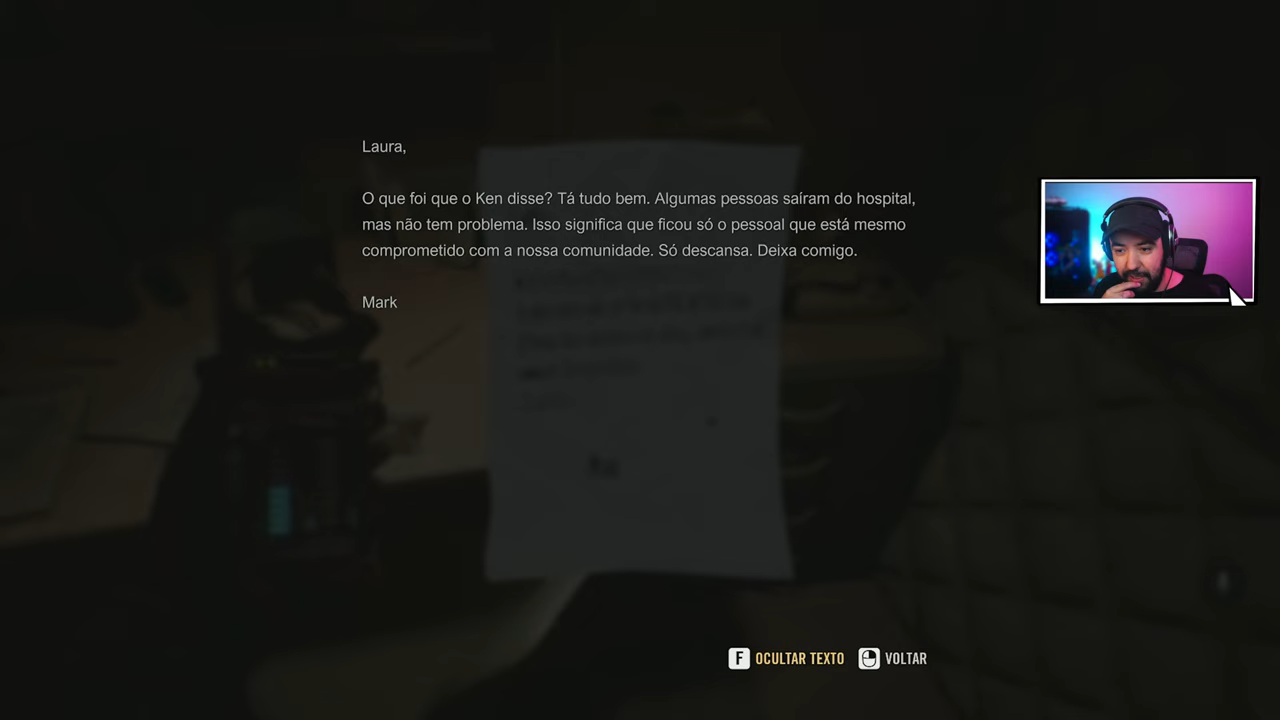 Laura,
O que foi que o Ken disse? Tá tudo bem. Algumas pessoas saíram do hospital,
mas não tem problema. Isso significa que ficou só o pessoal que está mesmo
comprometido com a nossa comunidade. Só descansa. Deixa comigo.
Mark
F OCULTAR TEXTO VOLTAR